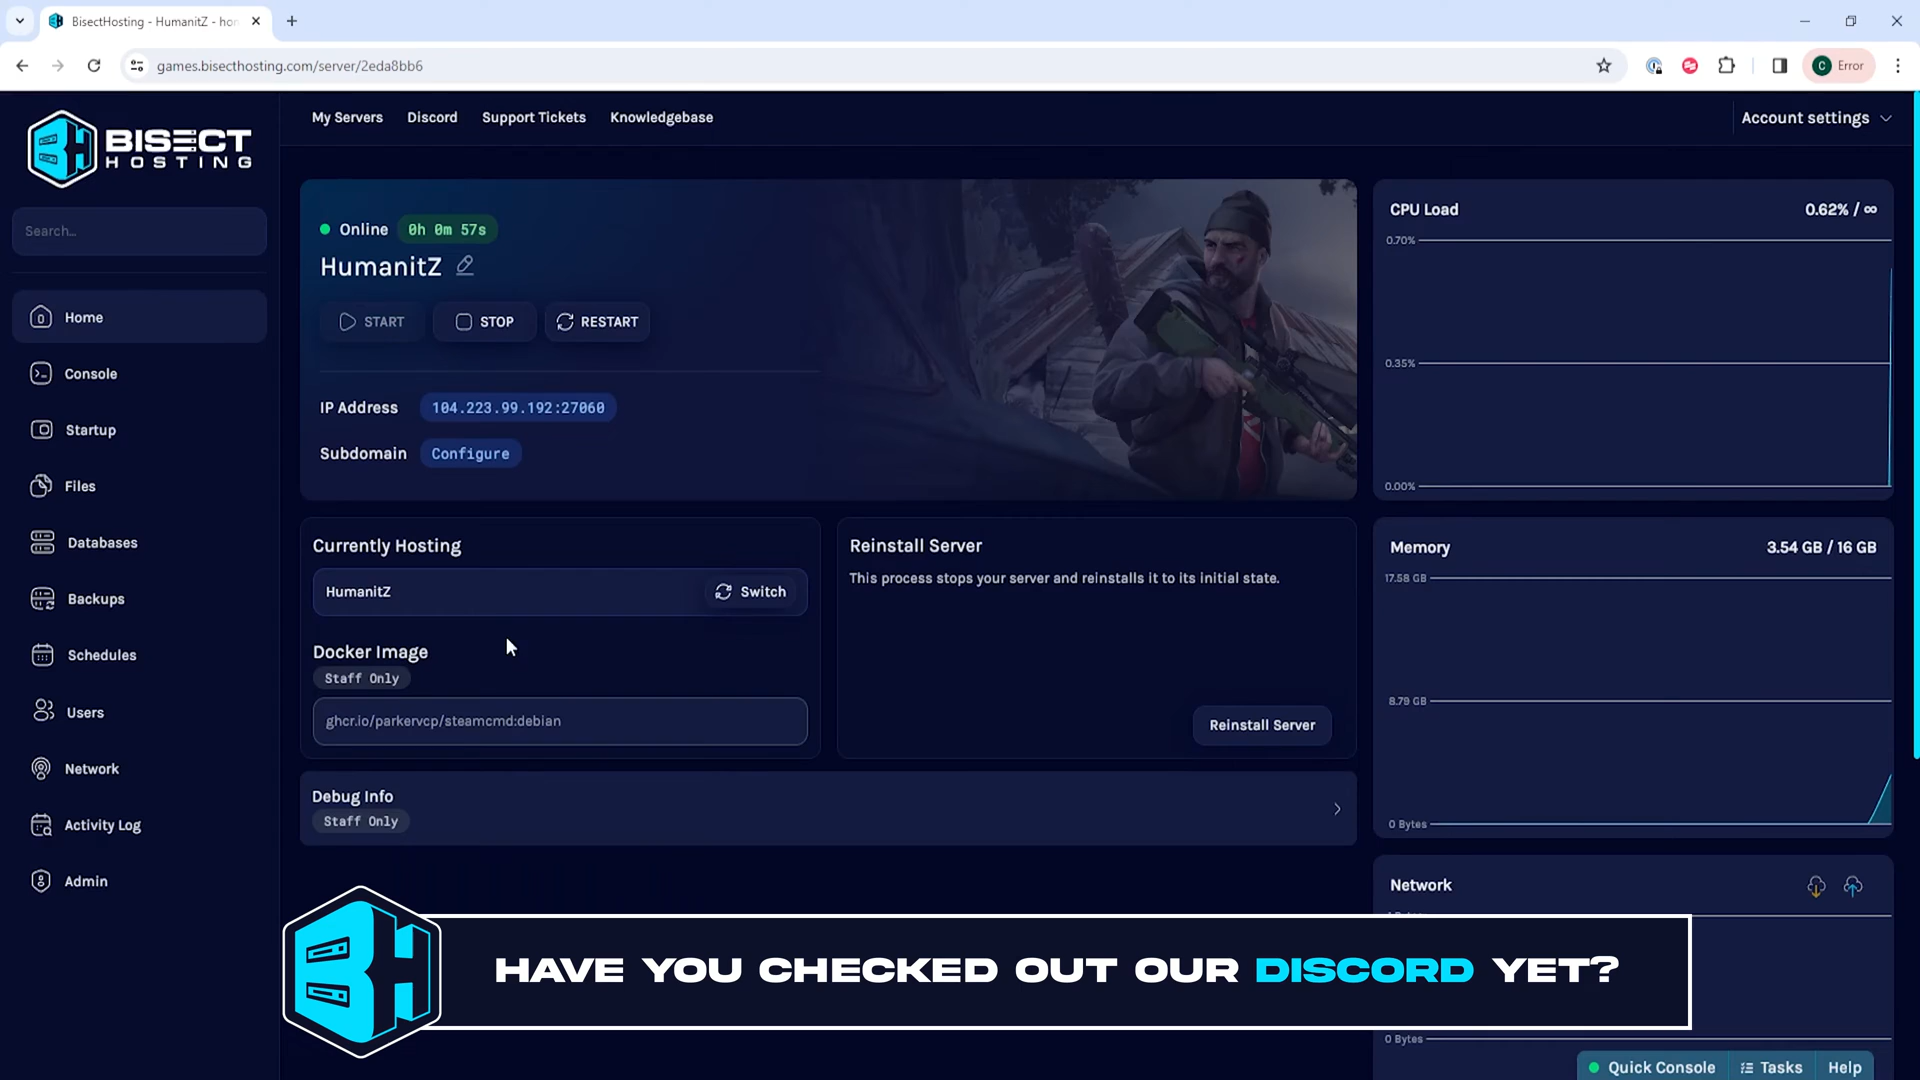 BisectHosting - HumanitZ - hor
games.bisecthosting.com/server/2eda8bb6
C Error
BISECT
HOSTING
My Servers
Discord
Support Tickets
Knowledgebase
Account settings
Search...
Home
Console
Startup
Files
Databases
Backups
Schedules
Users
Network
Activity Log
Admin
Online 0h 0m 57s
HumanitZ
START
STOP
RESTART
IP Address 104.223.99.192:27060
Subdomain Configure
Currently Hosting
HumanitZ
Switch
Docker Image
Staff Only
ghcr.io/parkervcp/steamcmd:debian
Reinstall Server
This process stops your server and reinstalls it to its initial state.
Reinstall Server
Debug Info
Staff Only
CPU Load
0.62% / ∞
0.70%
0.35%
0.00%
Memory
3.54 GB / 16 GB
17.58 GB
8.79 GB
0 Bytes
Network
0 Bytes
HAVE YOU CHECKED OUT OUR DISCORD YET?
Quick Console
Tasks
Help